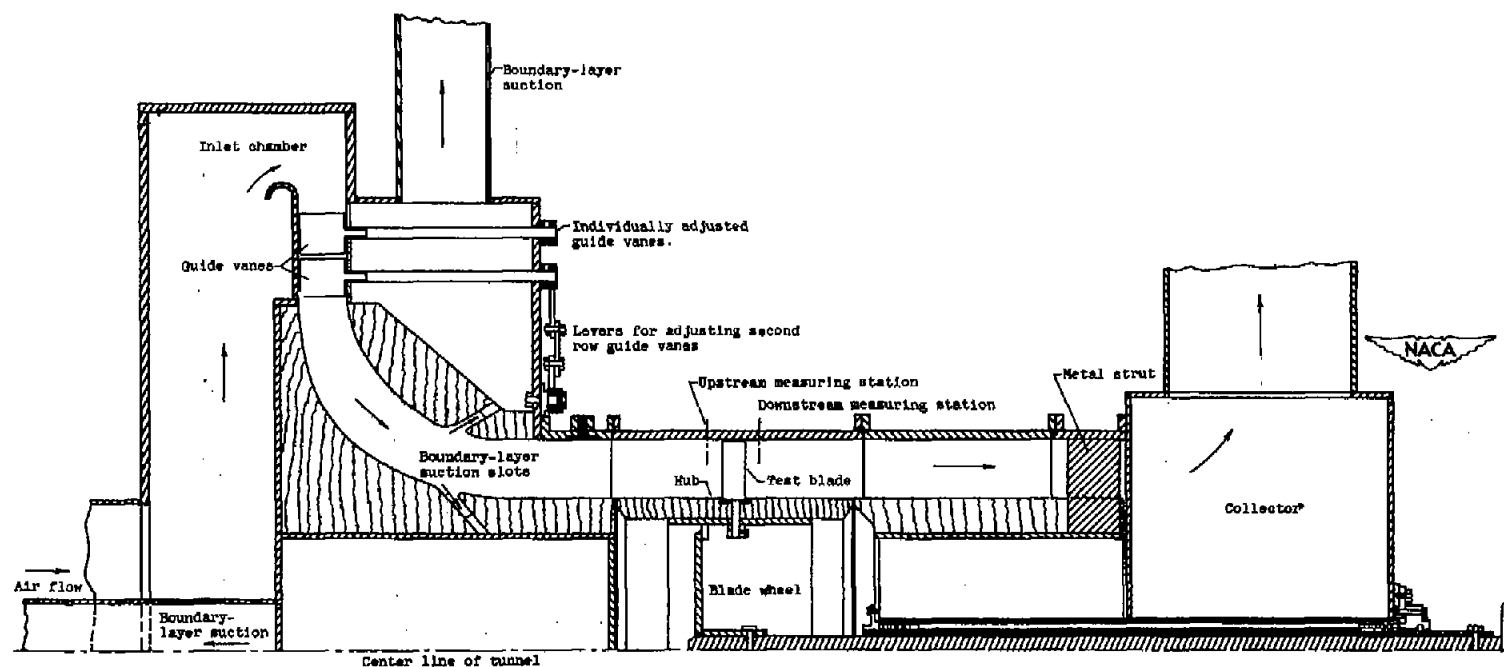 Boundary-layer
suction
Inlet chamber
Individually adjusted
guide vanes.
Guide vanes
Levers for adjusting second
row guide vanes
NACA
Metal strut
Upstream measuring station
Downstream measuring station
Boundary-layer
suction slots
Hub
Test blade
Collector
Air flow
Blade wheel
Boundary-
layer suction
Center line of tunnel